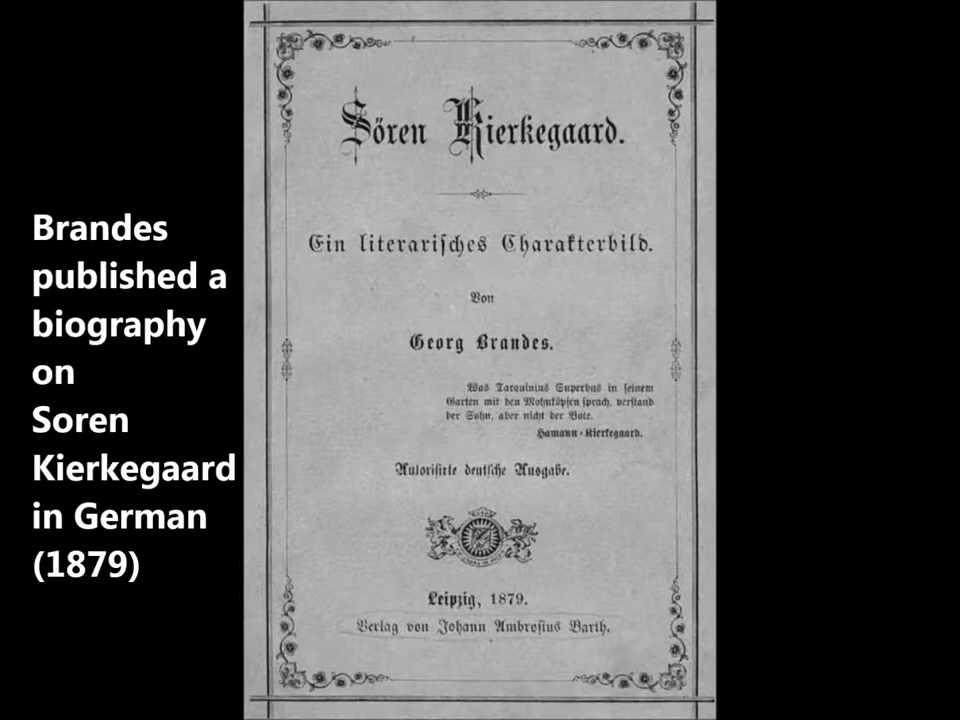 Brandes
published a
biography
on
Soren
Kierkegaard
in German
(1879)
Sören Kierkegaard.
Ein literarisches Charakterbild.
Von
Georg Brandes.
Was Tarquinius Superbus in seinem
Garten mit den Mohnköpfen sprach, verstand
der Sohn, aber nicht der Bote.
Hamann-Kierkegaard.
Autorisirte deutsche Ausgabe.
Leipzig, 1879.
Verlag von Johann Ambrosius Barth.